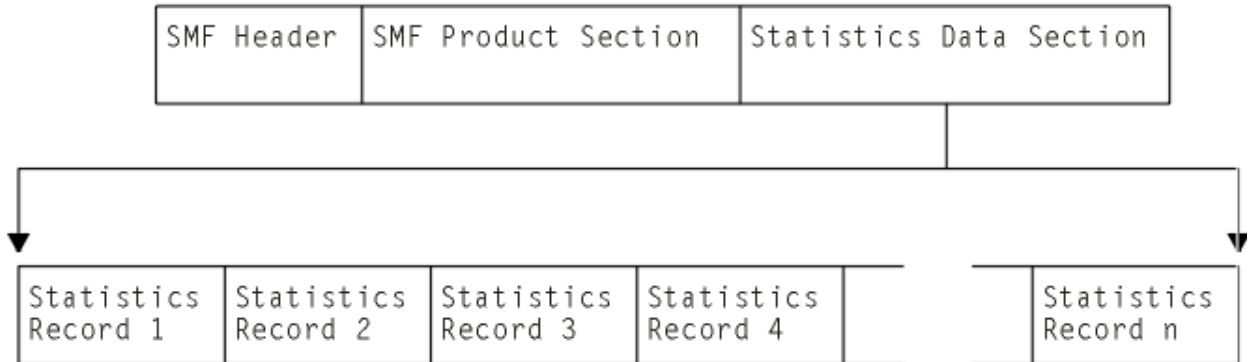 SMF Header
SMF Product Section
Statistics Data Section
Statistics
Record 1
Statistics
Record 2
Statistics
Record 3
Statistics
Record 4
Statistics
Record n